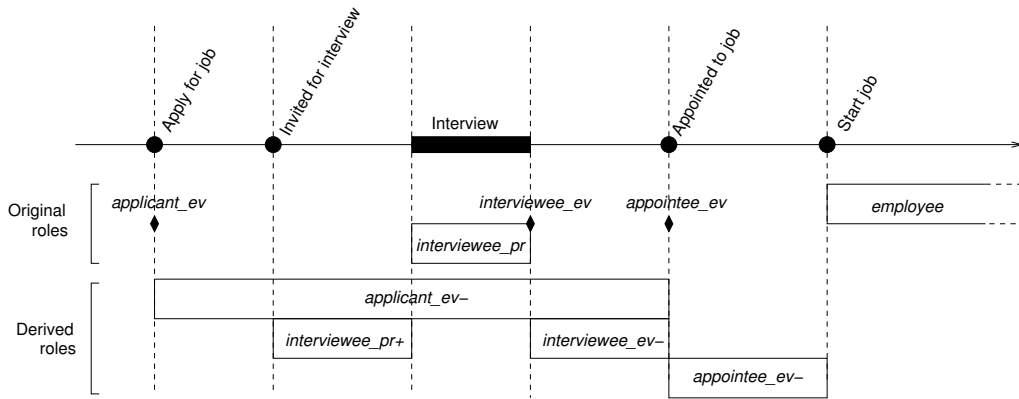 Apply for job
Invited for interview
Interview
Appointed to job
Start job
Original
roles
applicant_ev
interviewee_ev
appointee_ev
employee
interviewee_pr
Derived
roles
applicant_ev–
interviewee_pr+
interviewee_ev–
appointee_ev–